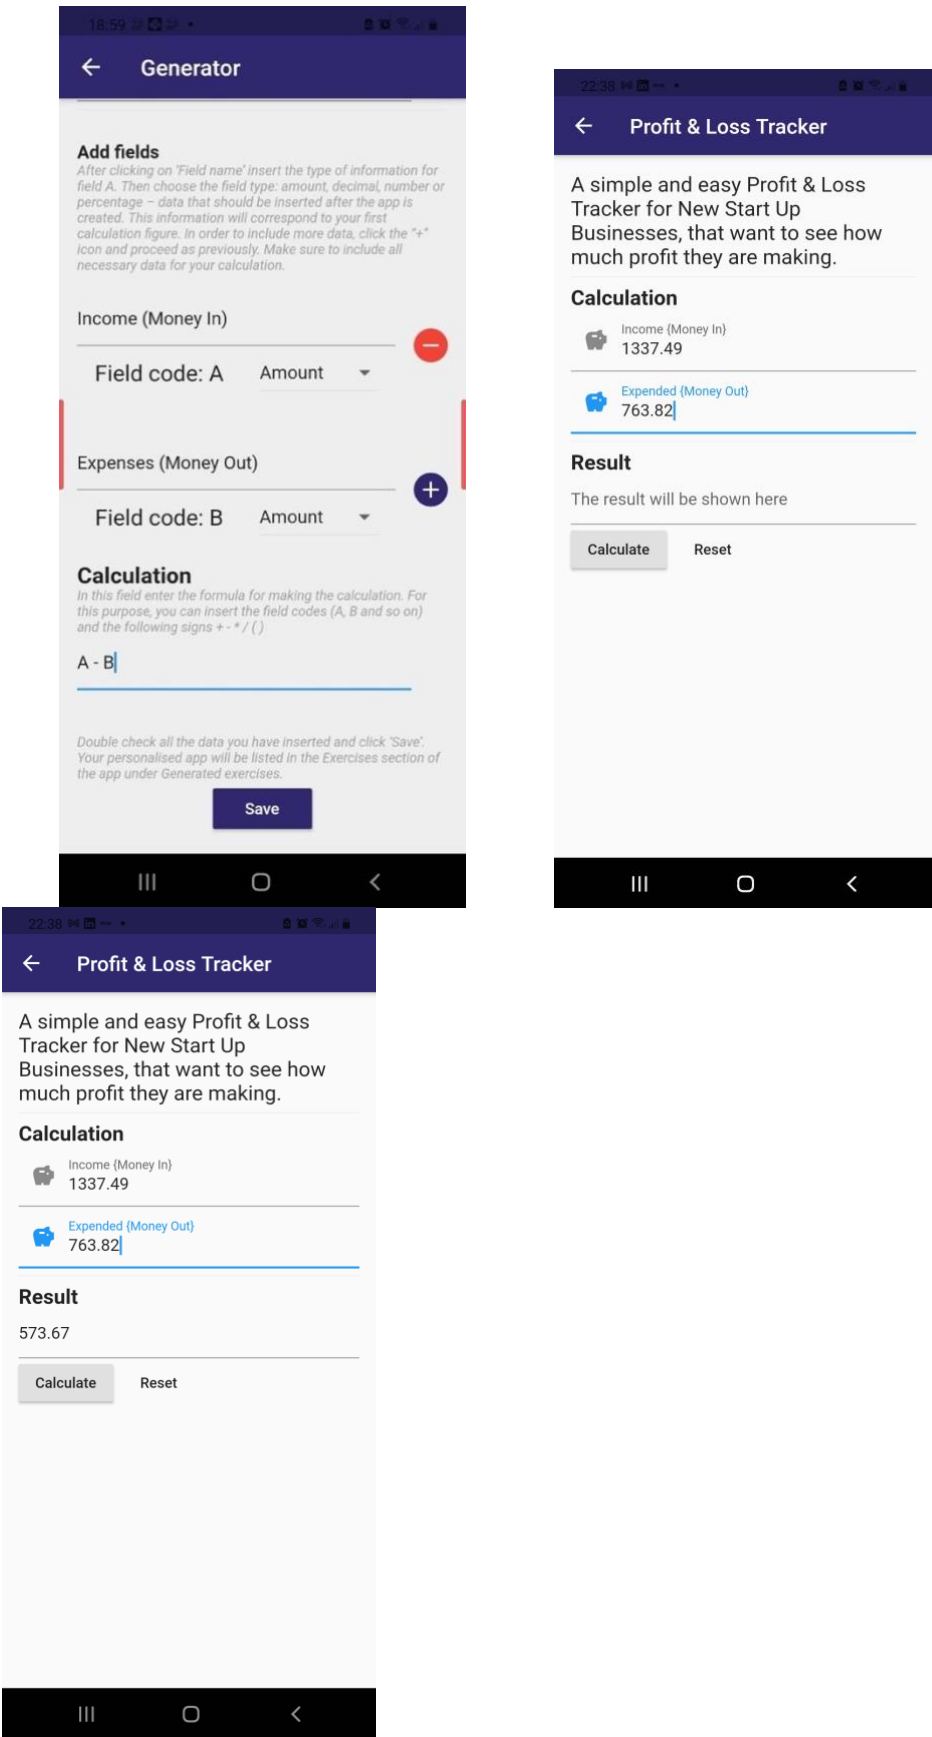 18:59
Generator
Add fields
After clicking on 'Field name' insert the type of information for
field A. Then choose the field type: amount, decimal, number or
percentage – data that should be inserted after the app is
created. This information will correspond to your first
calculation figure. In order to include more data, click the "+"
icon and proceed as previously. Make sure to include all
necessary data for your calculation.
Income (Money In)
Field code: A Amount
Expenses (Money Out)
Field code: B Amount
Calculation
In this field enter the formula for making the calculation. For
this purpose, you can insert the field codes (A, B and so on)
and the following signs + - * / ( )
A - B
Double check all the data you have inserted and click 'Save'.
Your personalised app will be listed in the Exercises section of
the app under Generated exercises.
Save
22:38
Profit & Loss Tracker
A simple and easy Profit & Loss
Tracker for New Start Up
Businesses, that want to see how
much profit they are making.
Calculation
Income {Money In}
1337.49
Expended {Money Out}
763.82
Result
The result will be shown here
Calculate Reset
22:38
Profit & Loss Tracker
A simple and easy Profit & Loss
Tracker for New Start Up
Businesses, that want to see how
much profit they are making.
Calculation
Income {Money In}
1337.49
Expended {Money Out}
763.82
Result
573.67
Calculate Reset